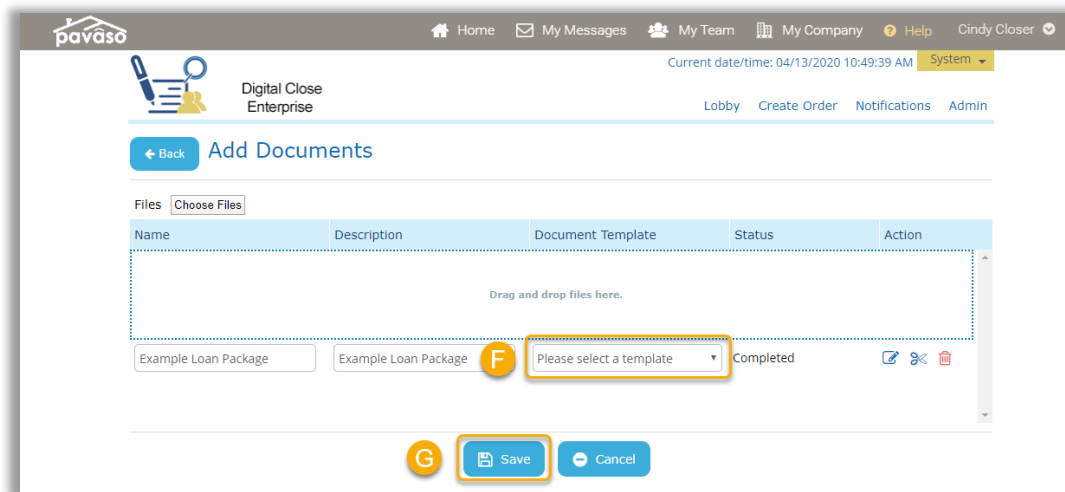 pavaso
Home My Messages My Team My Company Help Cindy Closer
Current date/time: 04/13/2020 10:49:39 AM System
Digital Close
Enterprise
Lobby Create Order Notifications Admin
Back Add Documents
Files Choose Files
Name Description Document Template Status Action
Drag and drop files here.
Example Loan Package Example Loan Package F Please select a template Completed
G Save Cancel